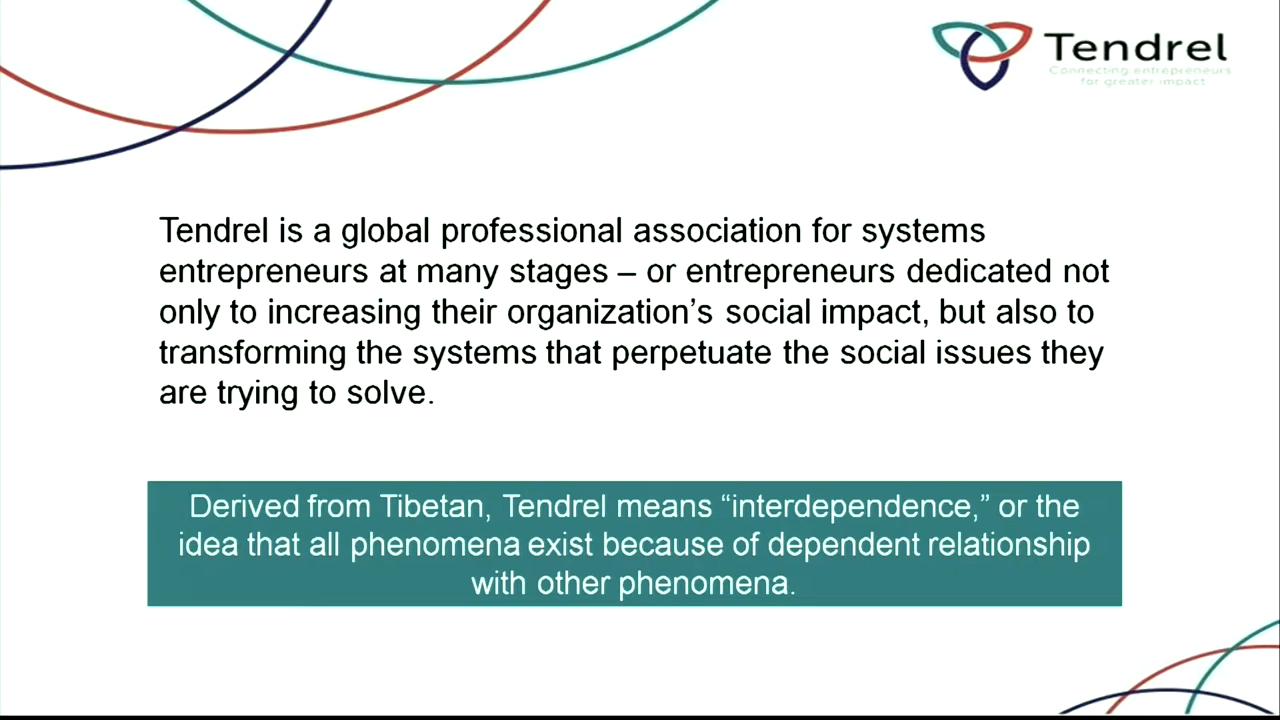 Tendrel
Connecting entrepreneurs
for greater impact
Tendrel is a global professional association for systems
entrepreneurs at many stages – or entrepreneurs dedicated not
only to increasing their organization’s social impact, but also to
transforming the systems that perpetuate the social issues they
are trying to solve.
Derived from Tibetan, Tendrel means “interdependence,” or the
idea that all phenomena exist because of dependent relationship
with other phenomena.